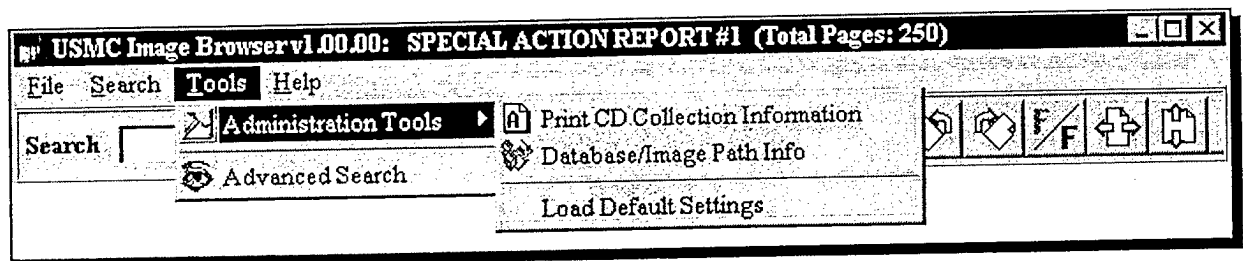 USMC Image Browser v1.00.00: SPECIAL ACTION REPORT #1 (Total Pages: 250)
File Search Tools Help
Search
Administration Tools
Advanced Search
Print CD Collection Information
Database/Image Path Info
Load Default Settings